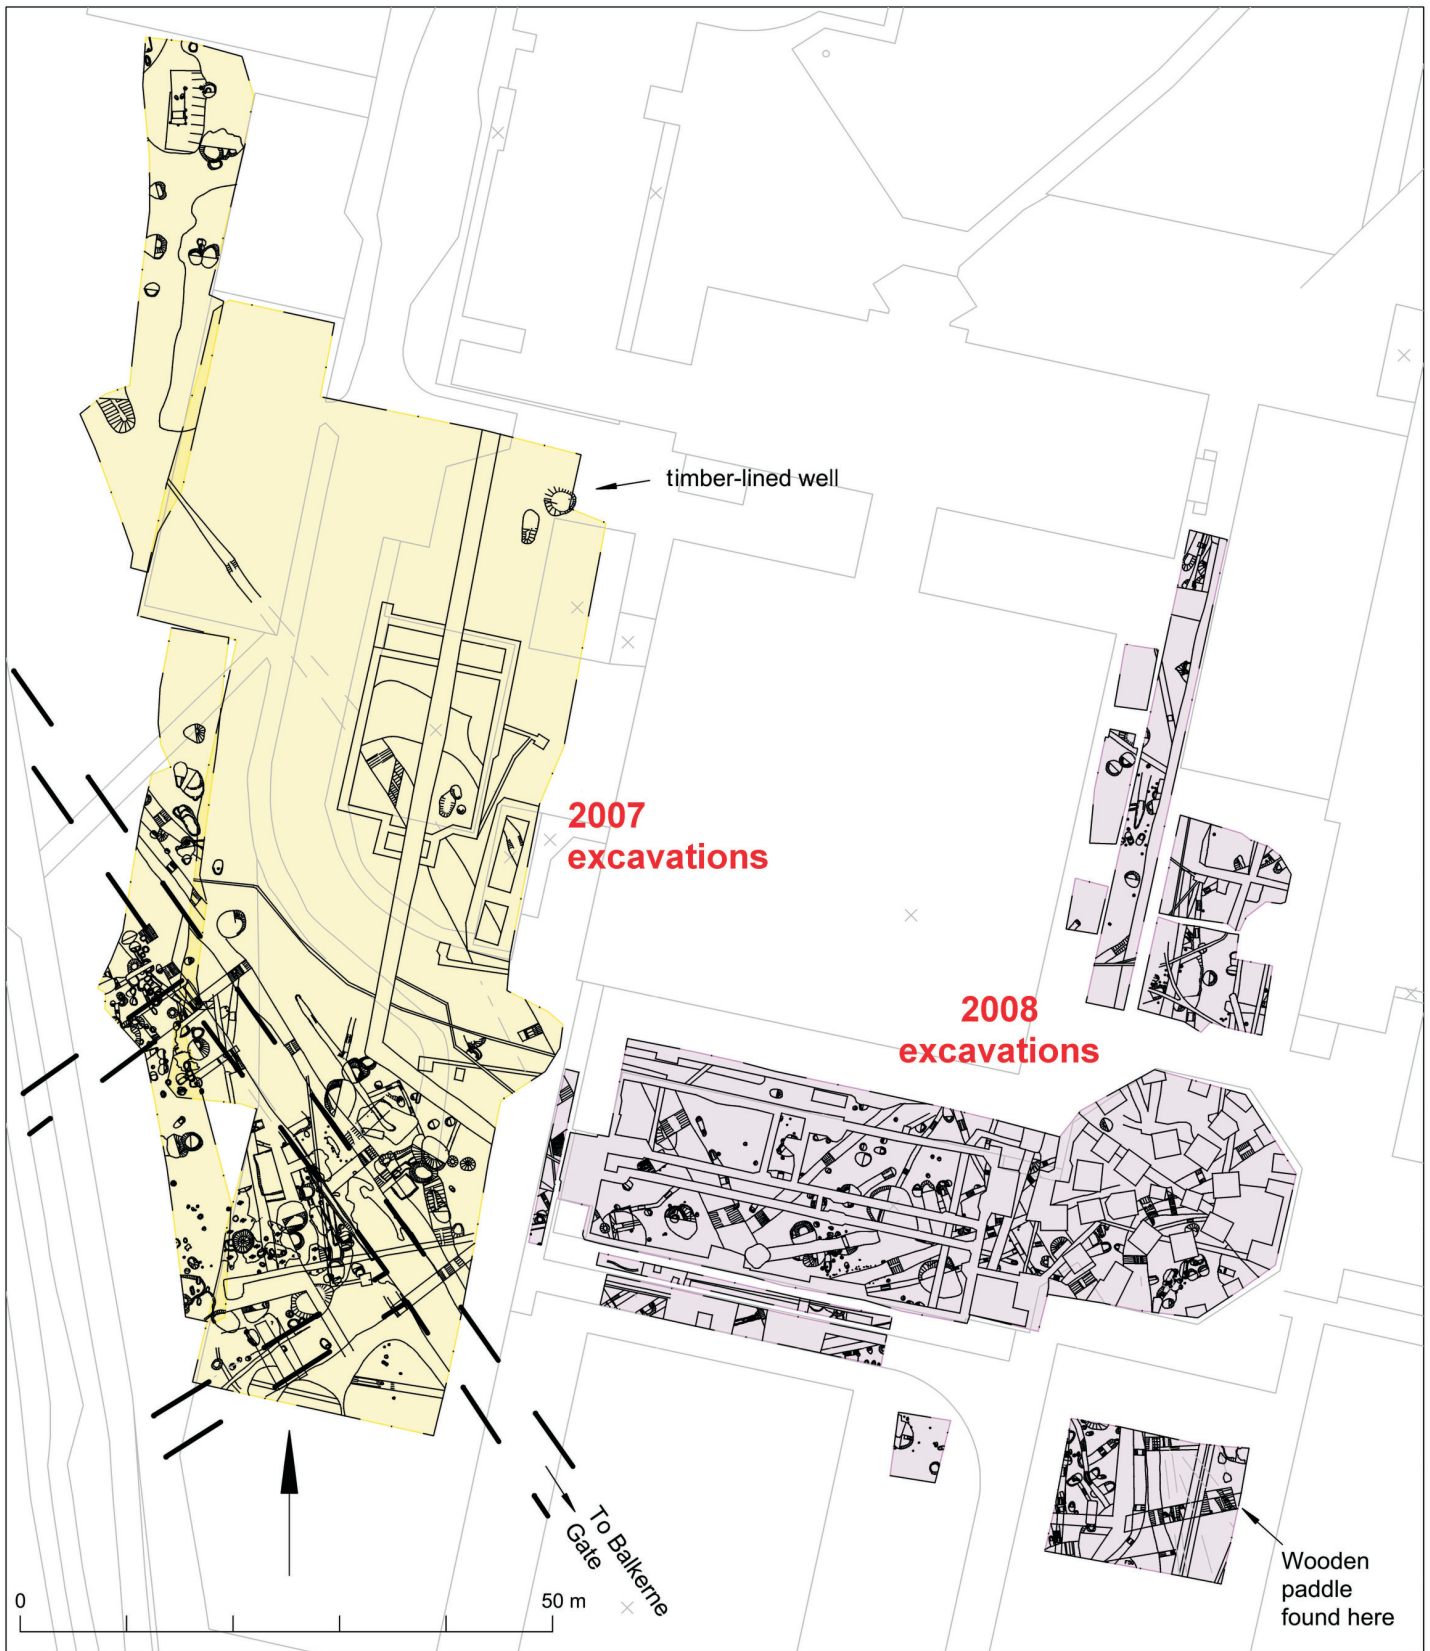 timber-lined well
2007
excavations
2008
excavations
To Balkerne
Gate
Wooden
paddle
found here
0
50 m